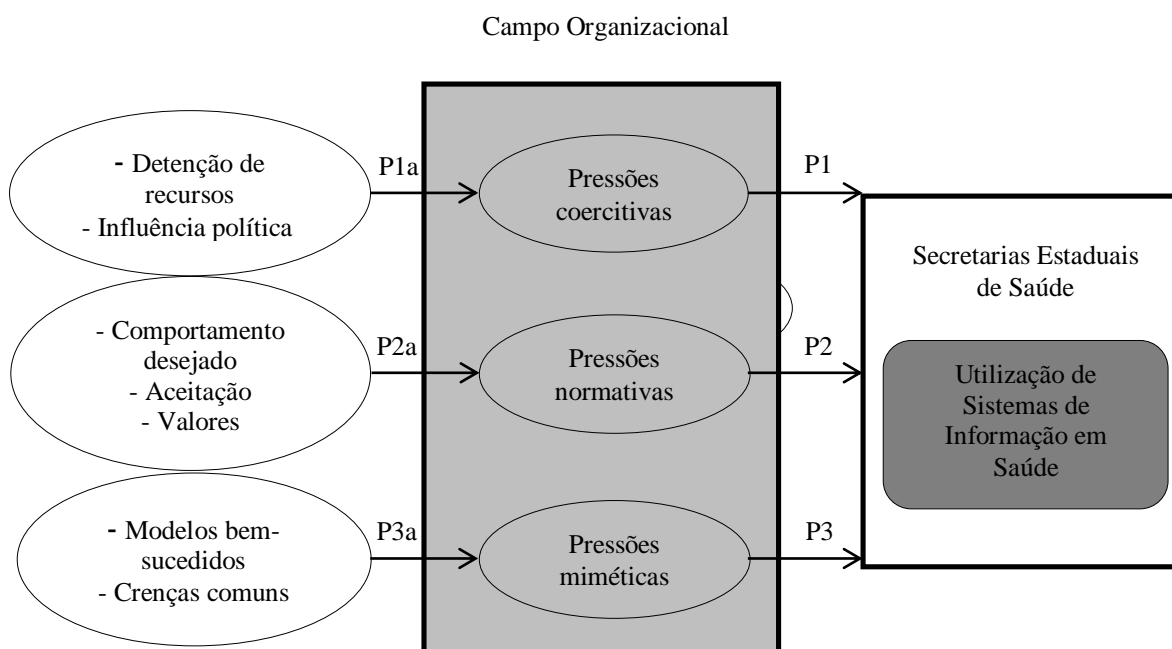 Campo Organizacional
- Detenção de
recursos
- Influência política
P1a
Pressões
coercitivas
P1
- Comportamento
desejado
- Aceitação
- Valores
P2a
Pressões
normativas
P2
- Modelos bem-
sucedidos
- Crenças comuns
P3a
Pressões
miméticas
P3
Secretarias Estaduais
de Saúde
Utilização de
Sistemas de
Informação em
Saúde